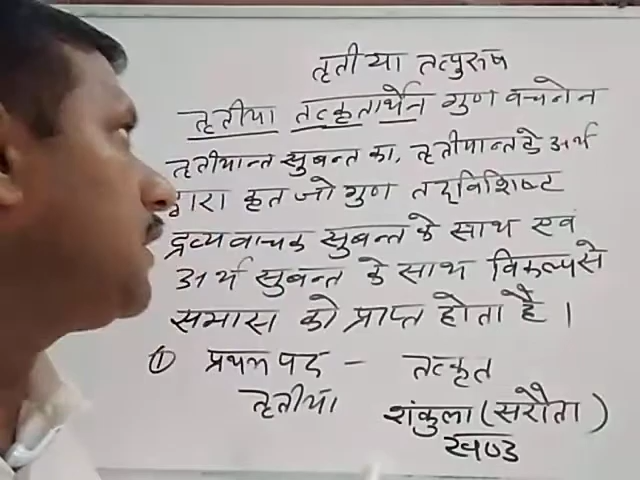 तृतीया तत्पुरुष
तृतीया तत्कृतार्थेन गुण वचनेन
तृतीयान्त सुबन्त का, तृतीयान्त के अर्थ
द्वारा कृत जो गुण तद्विशिष्ट
द्रव्यवाचक सुबन्त के साथ एवं
अर्थ सुबन्त के साथ विकल्प से
समास को प्राप्त होता है ।
① प्रथम पद – तत्कृत
तृतीया शंकुला (सरौता)
खण्ड